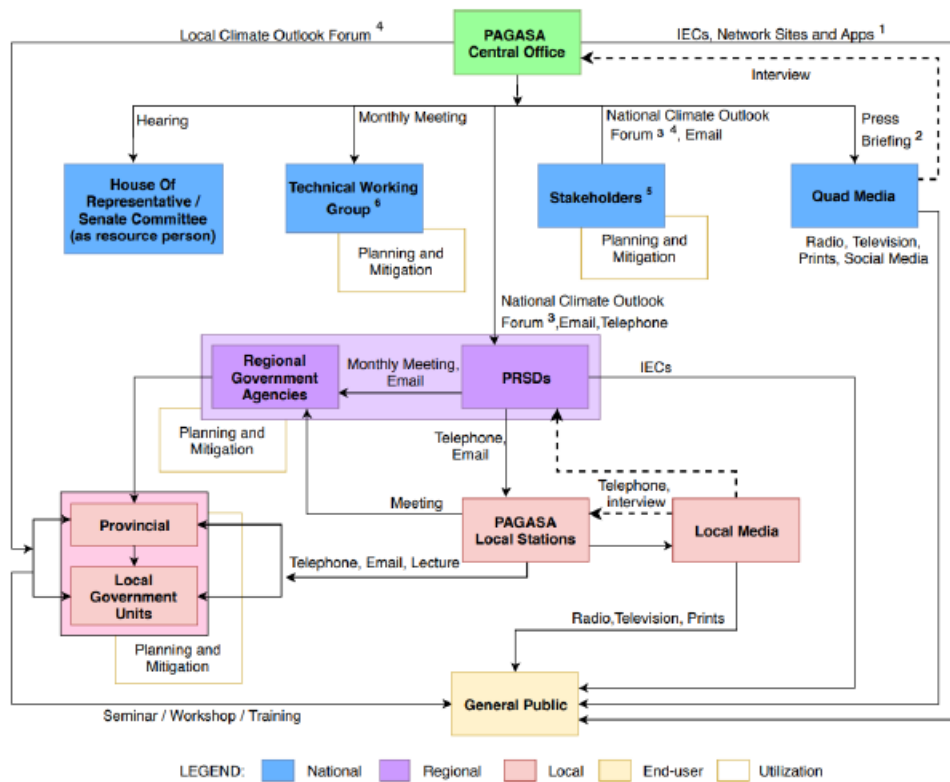 Local Climate Outlook Forum 4
PAGASA
Central Office
IECs, Network Sites and Apps 1
Interview
Hearing
Monthly Meeting
National Climate Outlook
Forum 3 4, Email
Press
Briefing 2
House Of
Representative /
Senate Committee
(as resource person)
Technical Working
Group 6
Stakeholders 5
Quad Media
Planning and
Mitigation
Planning and
Mitigation
Radio, Television,
Prints, Social Media
National Climate Outlook
Forum 3,Email,Telephone
Regional
Government
Agencies
Monthly Meeting,
Email
PRSDs
IECs
Planning and
Mitigation
Telephone,
Email
Meeting
Telephone,
interview
Provincial
PAGASA
Local Stations
Local Media
Telephone, Email, Lecture
Local
Government
Units
Radio,Television, Prints
Planning and
Mitigation
General Public
Seminar / Workshop / Training
LEGEND:
National
Regional
Local
End-user
Utilization